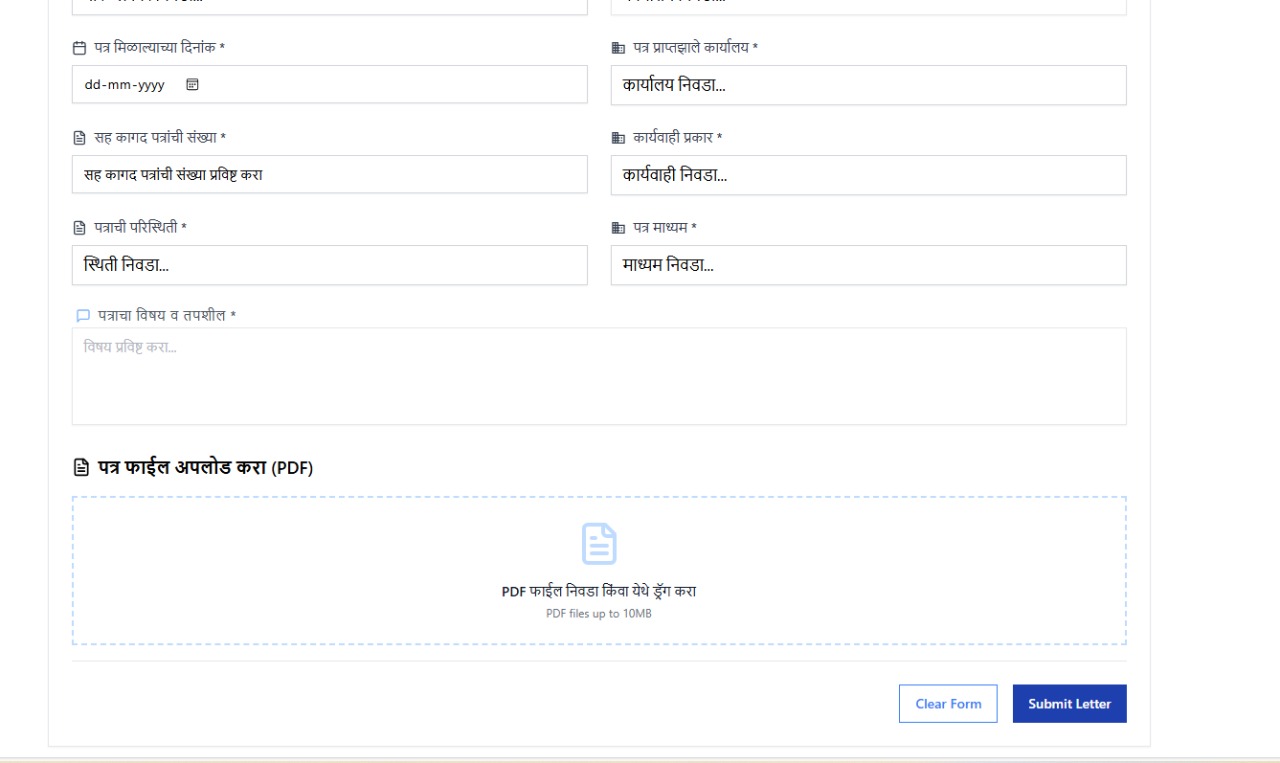 पत्र मिळाल्याच्या दिनांक *
पत्र प्राप्तझाले कार्यालय *
dd-mm-yyyy
कार्यालय निवडा...
सह कागद पत्रांची संख्या *
कार्यवाही प्रकार *
सह कागद पत्रांची संख्या प्रविष्ट करा
कार्यवाही निवडा...
पत्राची परिस्थिती *
पत्र माध्यम *
स्थिती निवडा...
माध्यम निवडा...
पत्राचा विषय व तपशील *
विषय प्रविष्ट करा...
पत्र फाईल अपलोड करा (PDF)
PDF फाईल निवडा किंवा येथे ड्रॅग करा
PDF files up to 10MB
Clear Form
Submit Letter